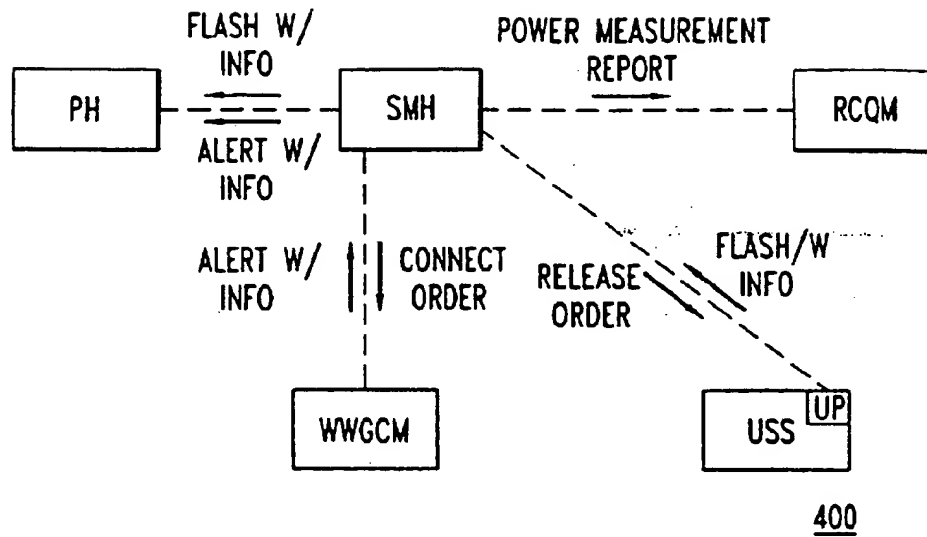 FLASH W/
INFO
POWER MEASUREMENT
REPORT
PH
SMH
RCQM
ALERT W/
INFO
ALERT W/
INFO
CONNECT
ORDER
RELEASE
ORDER
FLASH/W
INFO
WWGCM
USS
UP
400